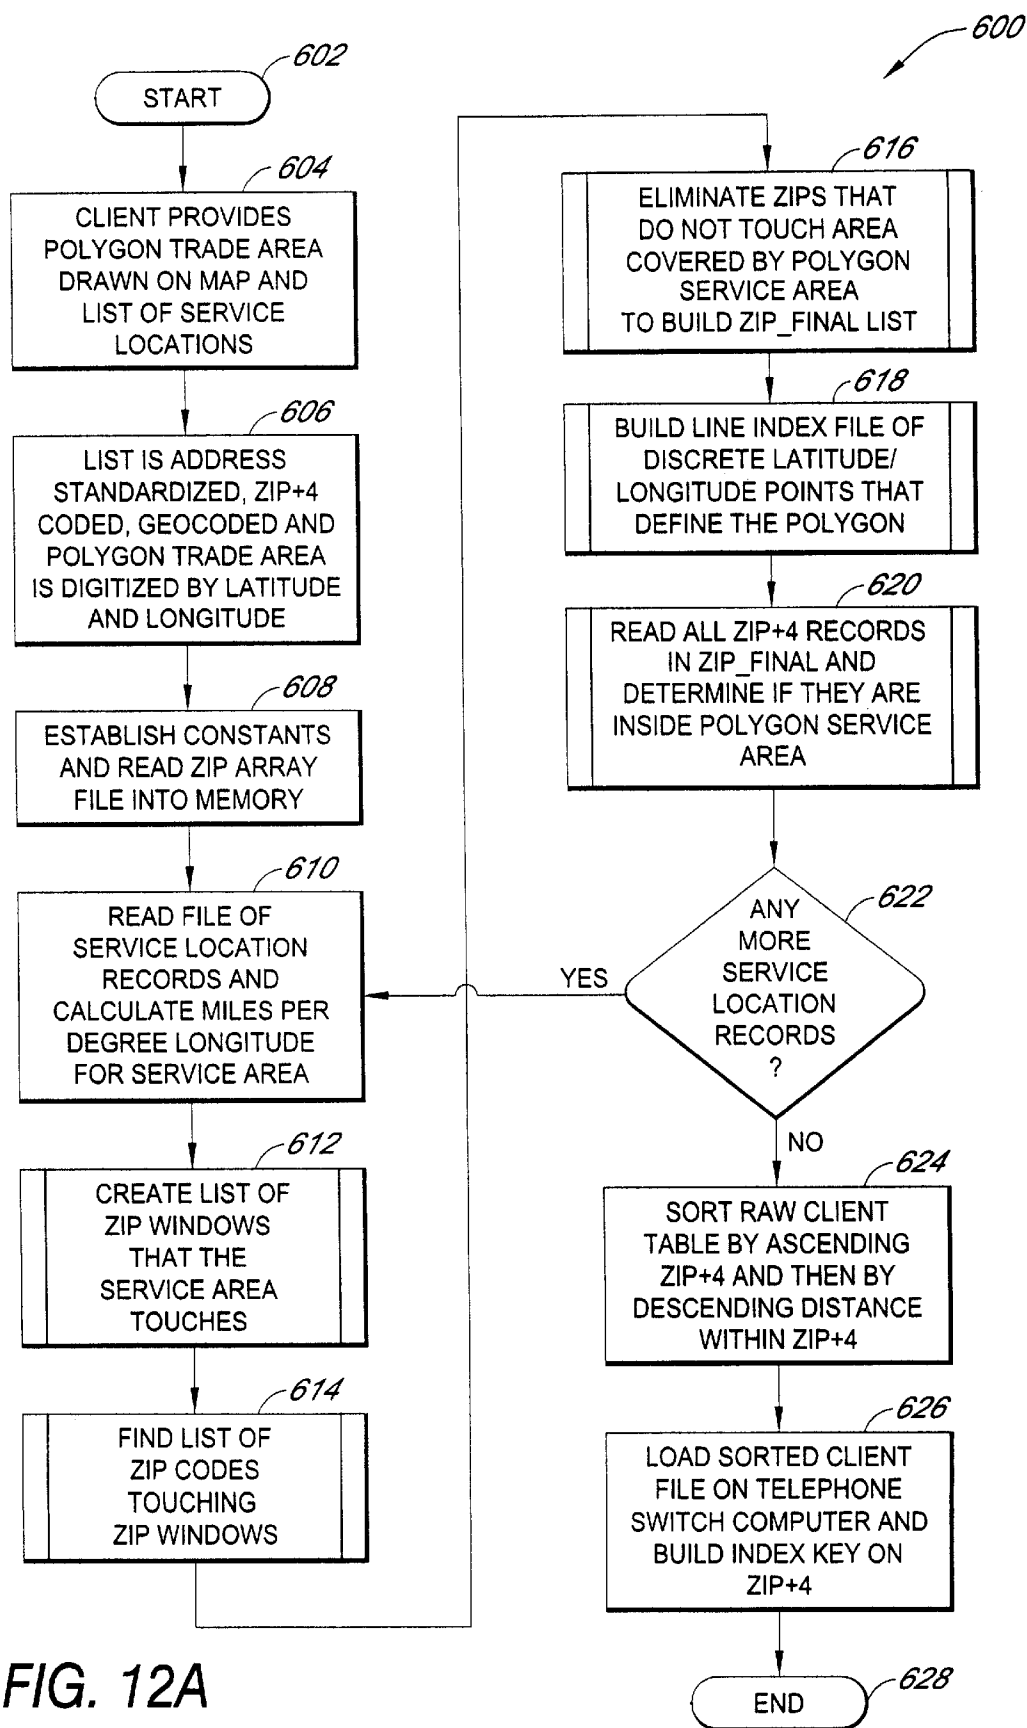 600
602
START
604
CLIENT PROVIDES
POLYGON TRADE AREA
DRAWN ON MAP AND
LIST OF SERVICE
LOCATIONS
606
LIST IS ADDRESS
STANDARDIZED, ZIP+4
CODED, GEOCODED AND
POLYGON TRADE AREA
IS DIGITIZED BY LATITUDE
AND LONGITUDE
608
ESTABLISH CONSTANTS
AND READ ZIP ARRAY
FILE INTO MEMORY
610
READ FILE OF
SERVICE LOCATION
RECORDS AND
CALCULATE MILES PER
DEGREE LONGITUDE
FOR SERVICE AREA
612
CREATE LIST OF
ZIP WINDOWS
THAT THE
SERVICE AREA
TOUCHES
614
FIND LIST OF
ZIP CODES
TOUCHING
ZIP WINDOWS
616
ELIMINATE ZIPS THAT
DO NOT TOUCH AREA
COVERED BY POLYGON
SERVICE AREA
TO BUILD ZIP_FINAL LIST
618
BUILD LINE INDEX FILE OF
DISCRETE LATITUDE/
LONGITUDE POINTS THAT
DEFINE THE POLYGON
620
READ ALL ZIP+4 RECORDS
IN ZIP_FINAL AND
DETERMINE IF THEY ARE
INSIDE POLYGON SERVICE
AREA
622
ANY
MORE
SERVICE
LOCATION
RECORDS
?
YES
NO
624
SORT RAW CLIENT
TABLE BY ASCENDING
ZIP+4 AND THEN BY
DESCENDING DISTANCE
WITHIN ZIP+4
626
LOAD SORTED CLIENT
FILE ON TELEPHONE
SWITCH COMPUTER AND
BUILD INDEX KEY ON
ZIP+4
END
628
FIG. 12A